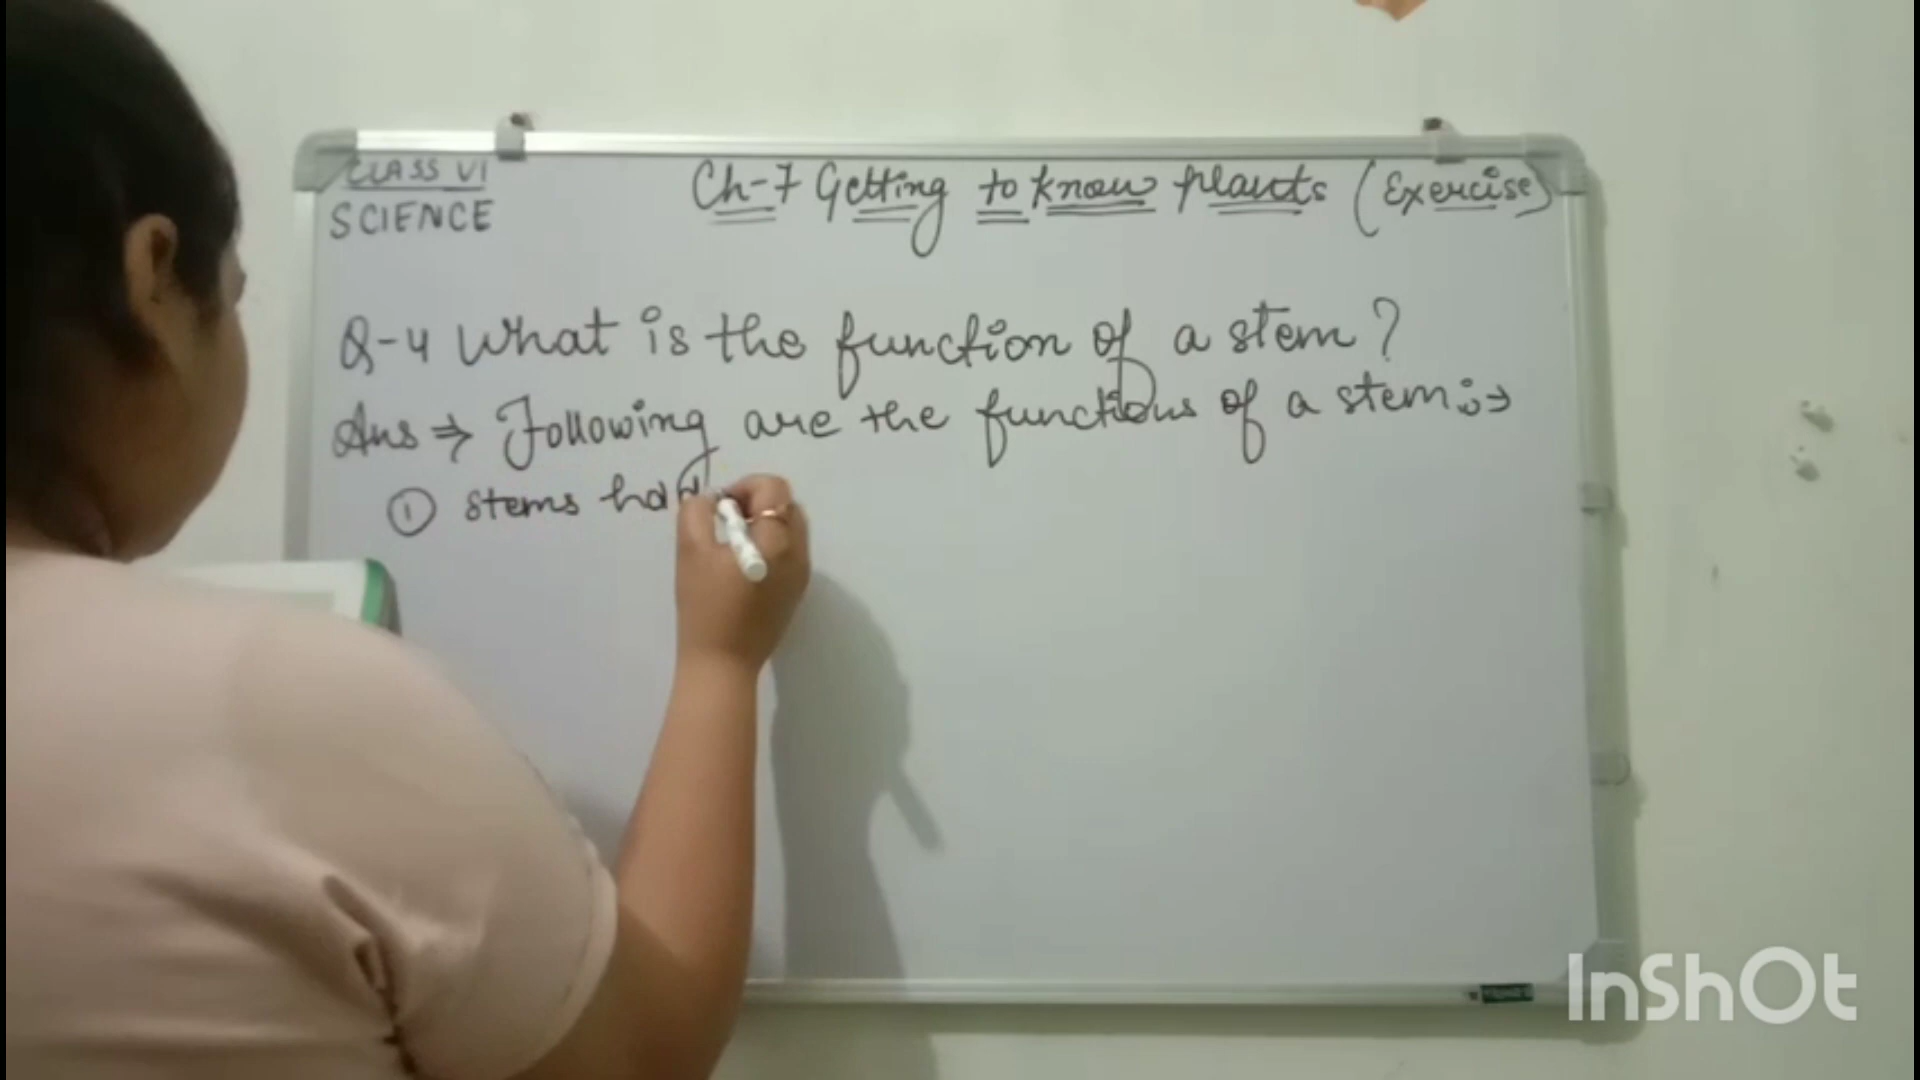 CLASS VI
SCIENCE
Ch-7 Getting to know plants (Exercise)
Q-4 What is the function of a stem?
Ans ⇒ Following are the functions of a stem :→
① stems
InShOt